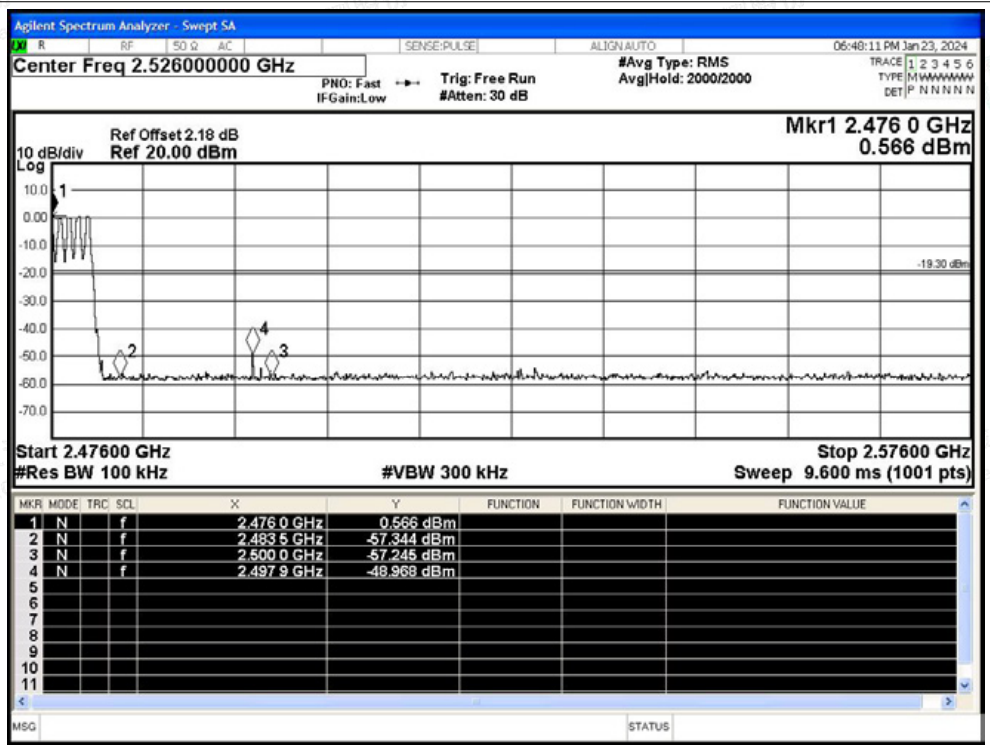 Agilent Spectrum Analyzer - Swept SA
LXI R RF 50 Ω AC SENSE:PULSE ALIGN AUTO 06:48:11 PM Jan 23, 2024
Center Freq 2.526000000 GHz
PNO: Fast
IFGain:Low
Trig: Free Run
#Atten: 30 dB
#Avg Type: RMS
Avg|Hold: 2000/2000
TRACE 1 2 3 4 5 6
TYPE M WWWWW
DET P N N N N N
Mkr1 2.476 0 GHz
0.566 dBm
Ref Offset 2.18 dB
10 dB/div Ref 20.00 dBm
Log
10.0
0.00
-10.0
-20.0
-30.0
-40.0
-50.0
-60.0
-70.0
1
2
4
3
-19.30 dBm
Start 2.47600 GHz Stop 2.57600 GHz
#Res BW 100 kHz #VBW 300 kHz Sweep 9.600 ms (1001 pts)
MKR MODE TRC SCL X Y FUNCTION FUNCTION WIDTH FUNCTION VALUE
1 N f 2.476 0 GHz 0.566 dBm
2 N f 2.483 5 GHz -57.344 dBm
3 N f 2.500 0 GHz -57.245 dBm
4 N f 2.497 9 GHz -48.968 dBm
5
6
7
8
9
10
11
MSG STATUS